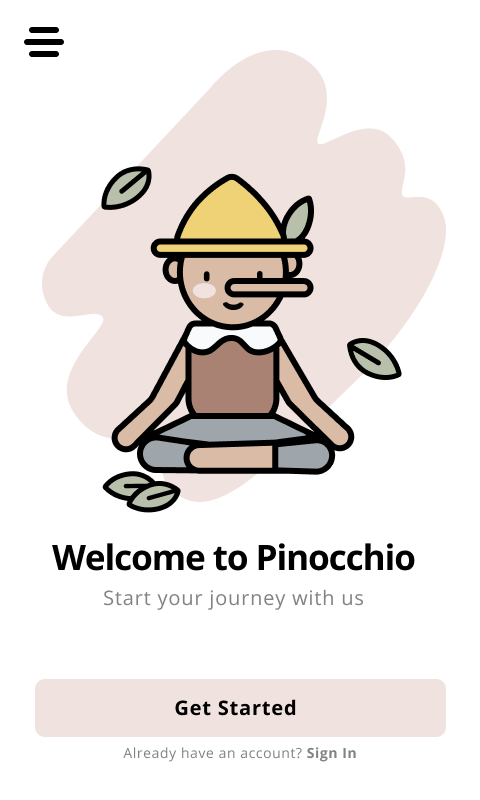 Welcome to Pinocchio
Start your journey with us
Get Started
Already have an account? Sign In